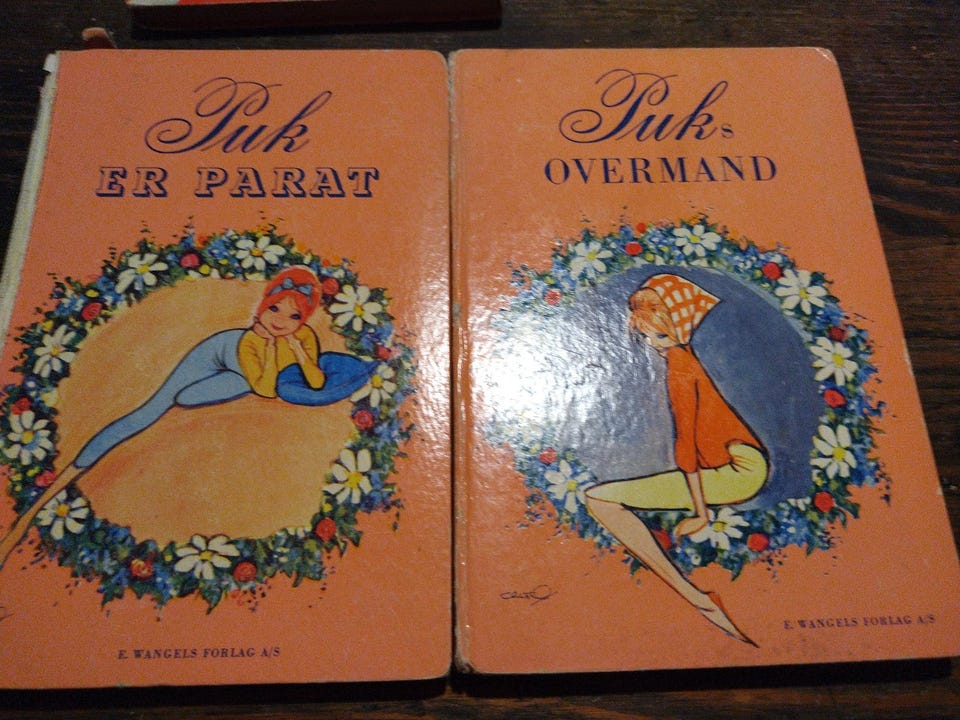 Puk
ER PARAT
E. WANGELS FORLAG A/S
Puks
OVERMAND
E. WANGELS FORLAG A/S